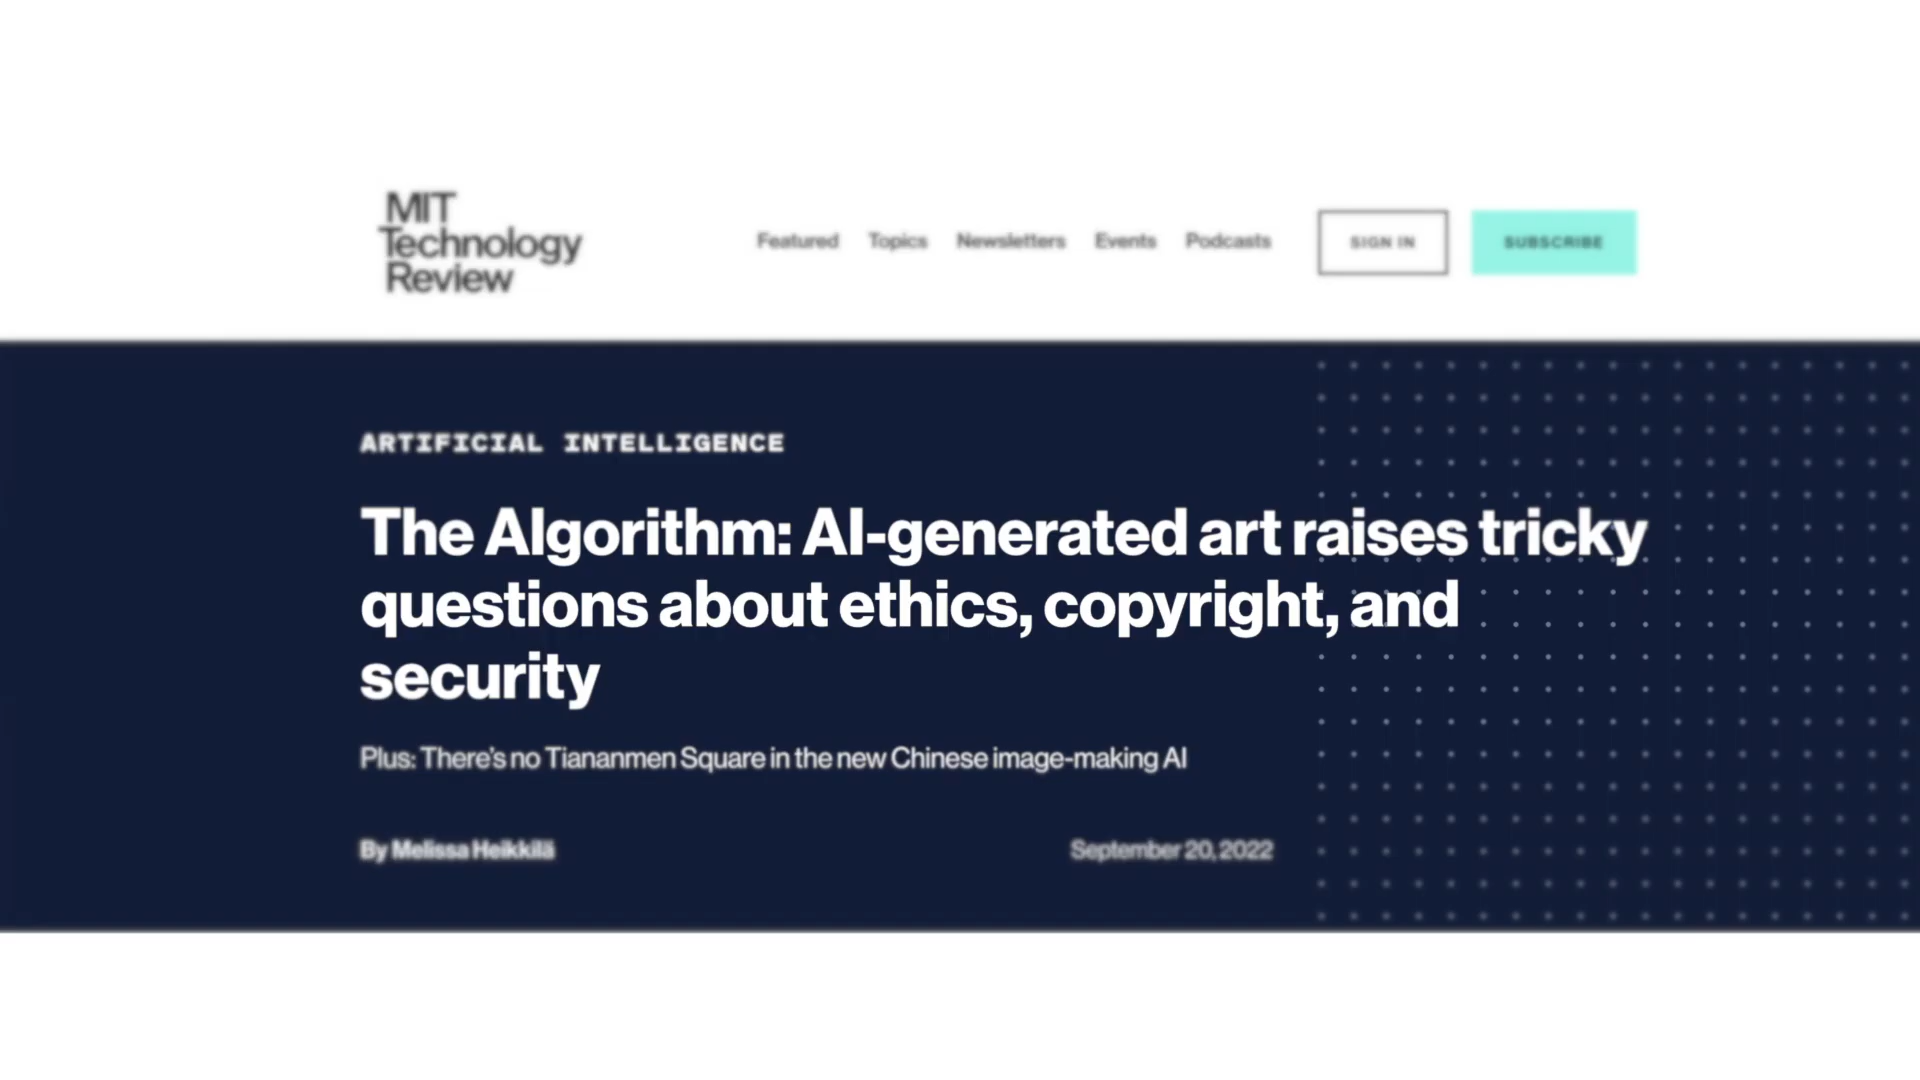 MIT
Technology
Review
Featured Topics Newsletters Events Podcasts SIGN IN SUBSCRIBE
ARTIFICIAL INTELLIGENCE
The Algorithm: AI-generated art raises tricky
questions about ethics, copyright, and
security
Plus: There's no Tiananmen Square in the new Chinese image-making AI
By Melissa Heikkilä September 20, 2022